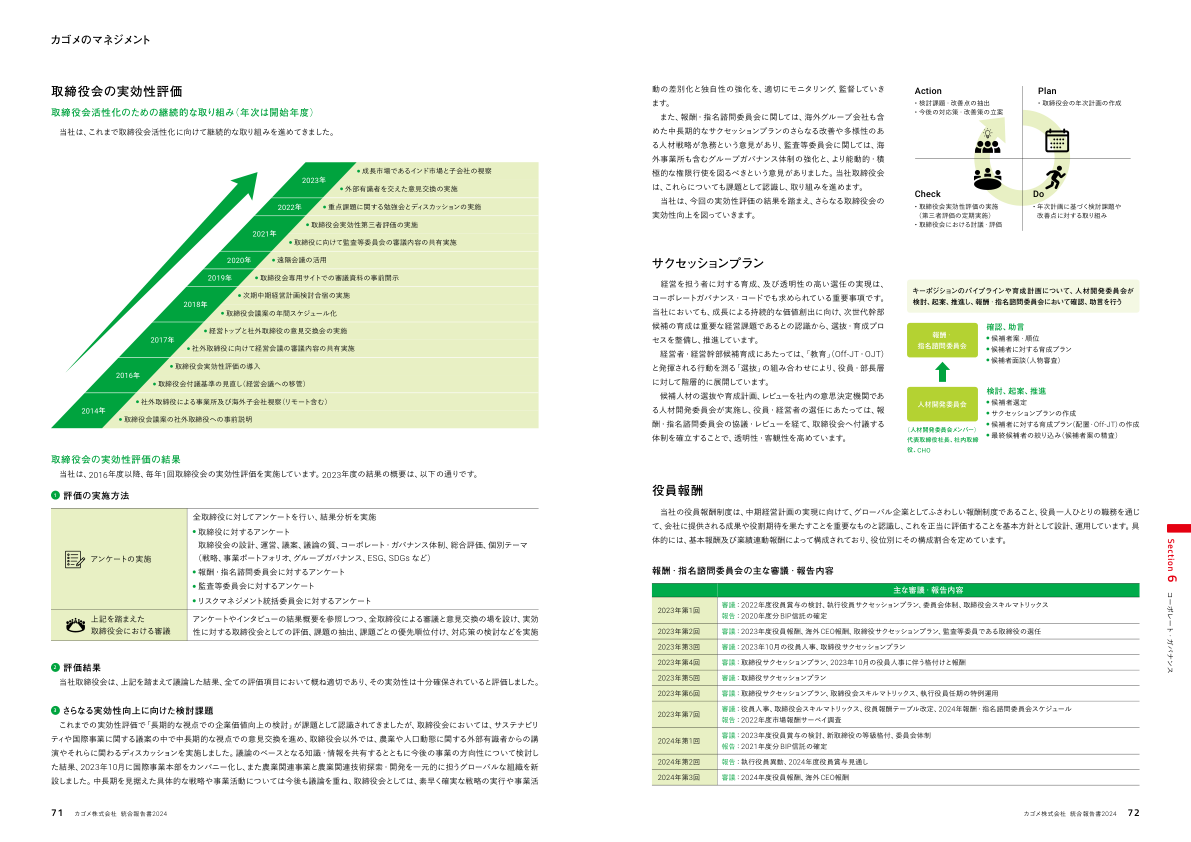 カゴメのマネジメント
取締役会の実効性評価
取締役会活性化のための継続的な取り組み（年次は開始年度）
当社は、これまで取締役会活性化に向けて継続的な取り組みを進めてきました。
2023年
• 成長市場であるインド市場と子会社の視察
• 外部有識者を交えた意見交換の実施
2022年
• 重点課題に関する勉強会とディスカッションの実施
2021年
• 取締役会実効性第三者評価の実施
• 取締役に向けて監査等委員会の審議内容の共有実施
2020年
• 遠隔会議の活用
2019年
• 取締役会専用サイトでの審議資料の事前開示
2018年
• 次期中期経営計画検討合宿の実施
• 取締役会議案の年間スケジュール化
2017年
• 経営トップと社外取締役の意見交換会の実施
• 社外取締役に向けて経営会議の審議内容の共有実施
2016年
• 取締役会実効性評価の導入
• 取締役会付議基準の見直し（経営会議への移管）
2014年
• 社外取締役による事業所及び海外子会社視察（リモート含む）
• 取締役会議案の社外取締役への事前説明
取締役会の実効性評価の結果
当社は、2016年度以降、毎年1回取締役会の実効性評価を実施しています。2023年度の結果の概要は、以下の通りです。
1 評価の実施方法
アンケートの実施
全取締役に対してアンケートを行い、結果分析を実施
• 取締役に対するアンケート
取締役会の設計、運営、議案、議論の質、コーポレート・ガバナンス体制、総合評価、個別テーマ
（戦略、事業ポートフォリオ、グループガバナンス、ESG、SDGs など）
• 報酬・指名諮問委員会に対するアンケート
• 監査等委員会に対するアンケート
• リスクマネジメント統括委員会に対するアンケート
上記を踏まえた
取締役会における審議
アンケートやインタビューの結果概要を参照しつつ、全取締役による審議と意見交換の場を設け、実効
性に対する取締役会としての評価、課題の抽出、課題ごとの優先順位付け、対応策の検討などを実施
2 評価結果
当社取締役会は、上記を踏まえて議論した結果、全ての評価項目において概ね適切であり、その実効性は十分確保されていると評価しました。
3 さらなる実効性向上に向けた検討課題
これまでの実効性評価で「長期的な視点での企業価値向上の検討」が課題として認識されてきましたが、取締役会においては、サステナビリ
ティや国際事業に関する議案の中で中長期的な視点での意見交換を進め、取締役会以外では、農業や人口動態に関する外部有識者からの講
演やそれらに関わるディスカッションを実施しました。議論のベースとなる知識・情報を共有するとともに今後の事業の方向性について検討し
た結果、2023年10月に国際事業本部をカンパニー化し、また農業関連事業と農業関連技術探索・開発を一元的に担うグローバルな組織を新
設しました。中長期を見据えた具体的な戦略や事業活動については今後も議論を重ね、取締役会としては、素早く確実な戦略の実行や事業活
71 カゴメ株式会社 統合報告書2024
動の差別化と独自性の強化を、適切にモニタリング、監督していき
ます。
また、報酬・指名諮問委員会に関しては、海外グループ会社も含
めた中長期的なサクセッションプランのさらなる改善や多様性のあ
る人材戦略が急務という意見があり、監査等委員会に関しては、海
外事業所も含むグループガバナンス体制の強化と、より能動的・積
極的な権限行使を図るべきという意見がありました。当社取締役会
は、これらについても課題として認識し、取り組みを進めます。
当社は、今回の実効性評価の結果を踏まえ、さらなる取締役会の
実効性向上を図っていきます。
Action
• 検討課題・改善点の抽出
• 今後の対応策・改善策の立案
Plan
• 取締役会の年次計画の作成
Check
• 取締役会実効性評価の実施
（第三者評価の定期実施）
• 取締役会における討議・評価
Do
• 年次計画に基づく検討課題や
改善点に対する取り組み
サクセッションプラン
経営を担う者に対する育成、及び透明性の高い選任の実現は、
コーポレートガバナンス・コードでも求められている重要事項です。
当社においても、成長による持続的な価値創出に向け、次世代幹部
候補の育成は重要な経営課題であるとの認識から、選抜・育成プロ
セスを整備し、推進しています。
経営者・経営幹部候補育成にあたっては、「教育」（Off-JT・OJT）
と発揮される行動を測る「選抜」の組み合わせにより、役員・部長層
に対して階層的に展開しています。
候補人材の選抜や育成計画、レビューを社内の意思決定機関であ
る人材開発委員会が実施し、役員・経営者の選任にあたっては、報
酬・指名諮問委員会の協議・レビューを経て、取締役会へ付議する
体制を確立することで、透明性・客観性を高めています。
キーポジションのパイプラインや育成計画について、人材開発委員会が
検討、起案、推進し、報酬・指名諮問委員会において確認、助言を行う
報酬・
指名諮問委員会
確認、助言
• 候補者案・順位
• 候補者に対する育成プラン
• 候補者面談（人物審査）
人材開発委員会
（人材開発委員会メンバー）
代表取締役社長、社内取締
役、CHO
検討、起案、推進
• 候補者選定
• サクセッションプランの作成
• 候補者に対する育成プラン（配置・Off-JT）の作成
• 最終候補者の絞り込み（候補者案の精査）
役員報酬
当社の役員報酬制度は、中期経営計画の実現に向けて、グローバル企業としてふさわしい報酬制度であること、役員一人ひとりの職務を通じ
て、会社に提供される成果や役割期待を果たすことを重要なものと認識し、これを正当に評価することを基本方針として設計、運用しています。具
体的には、基本報酬及び業績連動報酬によって構成されており、役位別にその構成割合を定めています。
報酬・指名諮問委員会の主な審議・報告内容
主な審議・報告内容
2023年第1回
審議：2022年度役員賞与の検討、執行役員サクセッションプラン、委員会体制、取締役会スキルマトリックス
報告：2020年度分BIP信託の確定
2023年第2回 審議：2023年度役員報酬、海外CEO報酬、取締役サクセッションプラン、監査等委員である取締役の選任
2023年第3回 審議：2023年10月の役員人事、取締役サクセッションプラン
2023年第4回 審議：取締役サクセッションプラン、2023年10月の役員人事に伴う格付けと報酬
2023年第5回 審議：取締役サクセッションプラン
2023年第6回 審議：取締役サクセッションプラン、取締役会スキルマトリックス、執行役員任期の特例運用
2023年第7回
審議：役員人事、取締役会スキルマトリックス、役員報酬テーブル改定、2024年報酬・指名諮問委員会スケジュール
報告：2022年度市場報酬サーベイ調査
2024年第1回
審議：2023年度役員賞与の検討、新取締役の等級格付、委員会体制
報告：2021年度分BIP信託の確定
2024年第2回 報告：執行役員異動、2024年度役員賞与見通し
2024年第3回 審議：2024年度役員報酬、海外CEO報酬
カゴメ株式会社 統合報告書2024 72
Section 6 コーポレート・ガバナンス